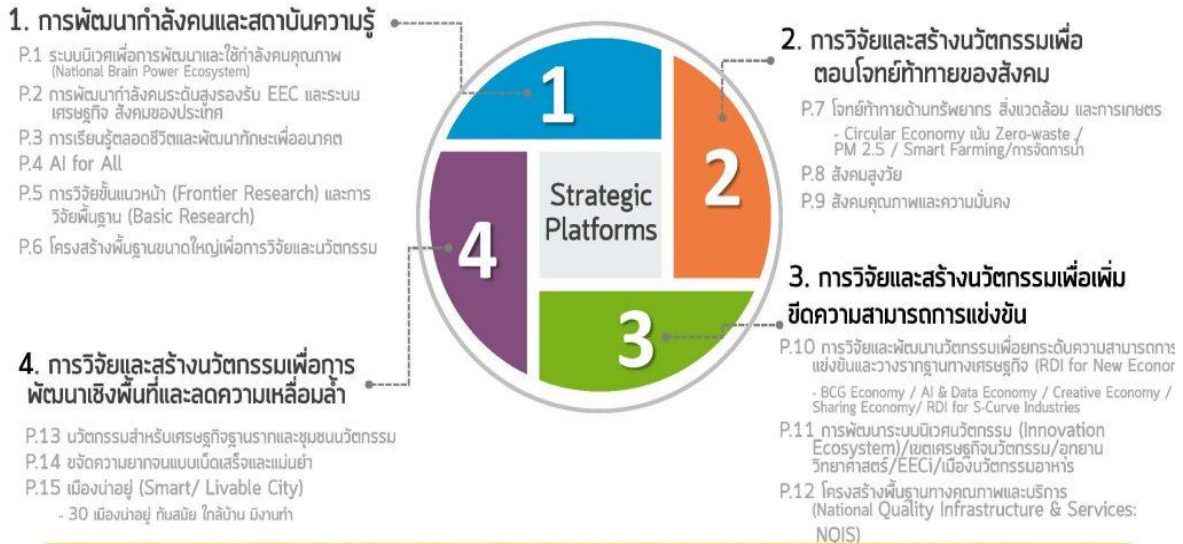 1. การพัฒนากำลังคนและสถาบันความรู้
P.1 ระบบนิเวศเพื่อการพัฒนาและใช้กำลังคนคุณภาพ
(National Brain Power Ecosystem)
P.2 การพัฒนากำลังคนระดับสูงรองรับ EEC และระบบ
เศรษฐกิจ สังคมของประเทศ
P.3 การเรียนรู้ตลอดชีวิตและพัฒนาทักษะเพื่ออนาคต
P.4 AI for All
P.5 การวิจัยขั้นแนวหน้า (Frontier Research) และการ
วิจัยพื้นฐาน (Basic Research)
P.6 โครงสร้างพื้นฐานขนาดใหญ่เพื่อการวิจัยและนวัตกรรม
1
2
3
4
Strategic
Platforms
2. การวิจัยและสร้างนวัตกรรมเพื่อ
ตอบโจทย์ท้าทายของสังคม
P.7 โจทย์ท้าทายด้านทรัพยากร สิ่งแวดล้อม และการเกษตร
- Circular Economy เน้น Zero-waste /
PM 2.5 / Smart Farming/การจัดการน้ำ
P.8 สังคมสูงวัย
P.9 สังคมคุณภาพและความมั่นคง
3. การวิจัยและสร้างนวัตกรรมเพื่อเพิ่ม
ขีดความสามารถการแข่งขัน
P.10 การวิจัยและพัฒนานวัตกรรมเพื่อยกระดับความสามารถการ
แข่งขันและวางรากฐานทางเศรษฐกิจ (RDI for New Econor
- BCG Economy / AI & Data Economy / Creative Economy /
Sharing Economy/ RDI for S-Curve Industries
P.11 การพัฒนาระบบนิเวศนวัตกรรม (Innovation
Ecosystem)/เขตเศรษฐกิจนวัตกรรม/อุทยาน
วิทยาศาสตร์/EECi/เมืองนวัตกรรมอาหาร
P.12 โครงสร้างพื้นฐานทางคุณภาพและบริการ
(National Quality Infrastructure & Services:
NQIS)
4. การวิจัยและสร้างนวัตกรรมเพื่อการ
พัฒนาเชิงพื้นที่และลดความเหลื่อมล้ำ
P.13 นวัตกรรมสำหรับเศรษฐกิจฐานรากและชุมชนนวัตกรรม
P.14 ขจัดความยากจนแบบเบ็ดเสร็จและแม่นยำ
P.15 เมืองน่าอยู่ (Smart/ Livable City)
- 30 เมืองน่าอยู่ ทันสมัย ใกล้บ้าน มีงานทำ